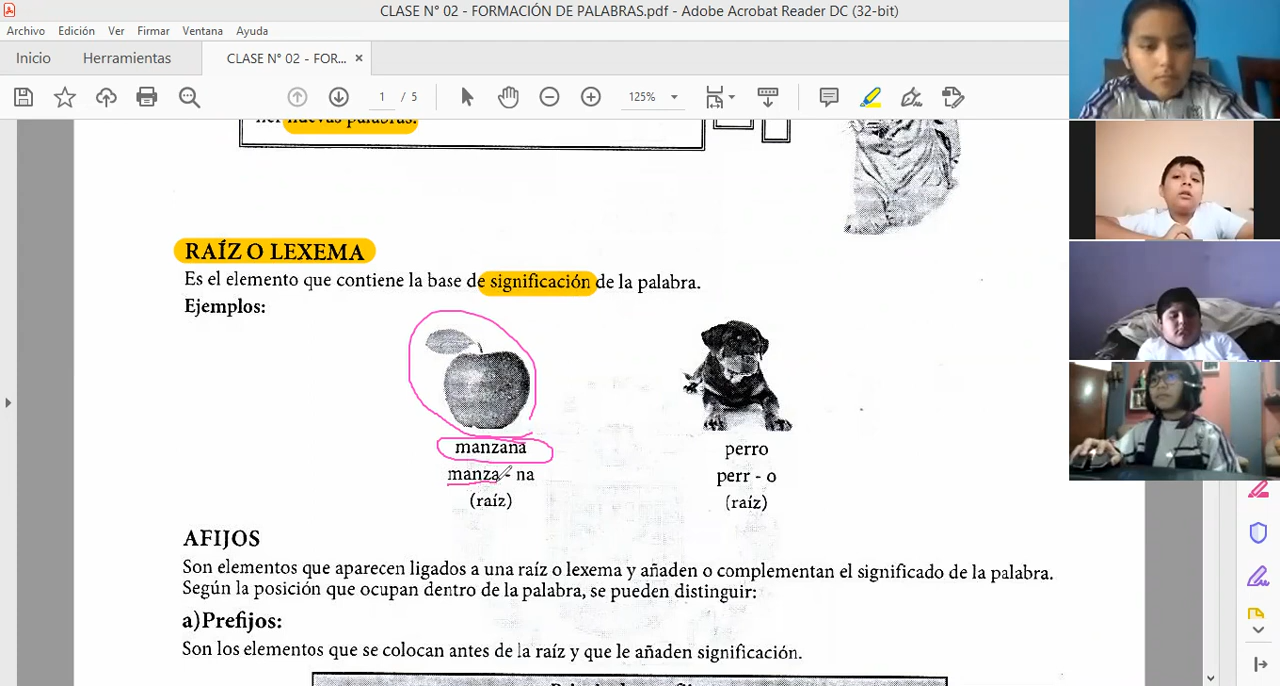 CLASE N° 02 - FORMACIÓN DE PALABRAS.pdf - Adobe Acrobat Reader DC (32-bit)
Archivo Edición Ver Firmar Ventana Ayuda
Inicio Herramientas CLASE N° 02 - FOR... ×
1 / 5 125%
nuevas palabras.
RAÍZ O LEXEMA
Es el elemento que contiene la base de significación de la palabra.
Ejemplos:
manzana perro
manza - na perr - o
(raíz) (raíz)
AFIJOS
Son elementos que aparecen ligados a una raíz o lexema y añaden o complementan el significado de la palabra.
Según la posición que ocupan dentro de la palabra, se pueden distinguir:
a)Prefijos:
Son los elementos que se colocan antes de la raíz y que le añaden significación.